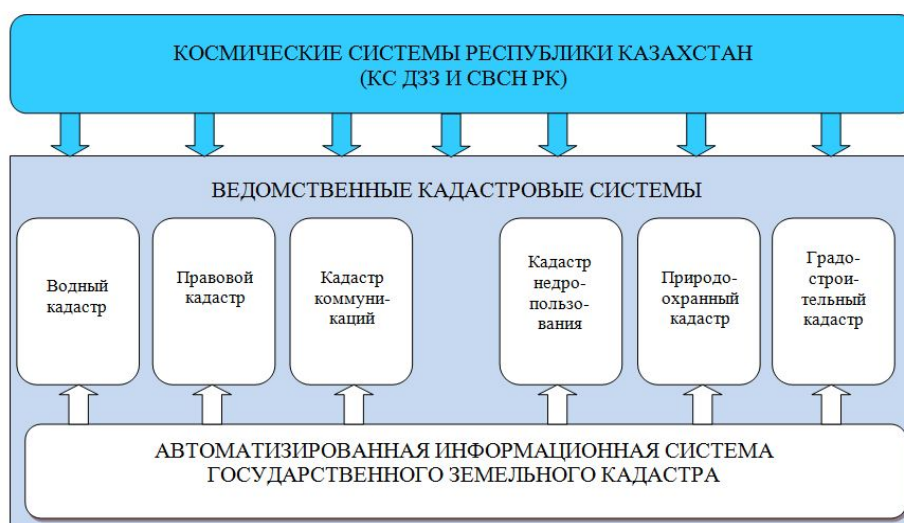 КОСМИЧЕСКИЕ СИСТЕМЫ РЕСПУБЛИКИ КАЗАХСТАН
(КС ДЗЗ И СВСН РК)
ВЕДОМСТВЕННЫЕ КАДАСТРОВЫЕ СИСТЕМЫ
Водный
кадастр
Правовой
кадастр
Кадастр
коммуни-
каций
Кадастр
недро-
пользо-
вания
Природо-
охранный
кадастр
Градо-
строи-
тельный
кадастр
АВТОМАТИЗИРОВАННАЯ ИНФОРМАЦИОННАЯ СИСТЕМА
ГОСУДАРСТВЕННОГО ЗЕМЕЛЬНОГО КАДАСТРА